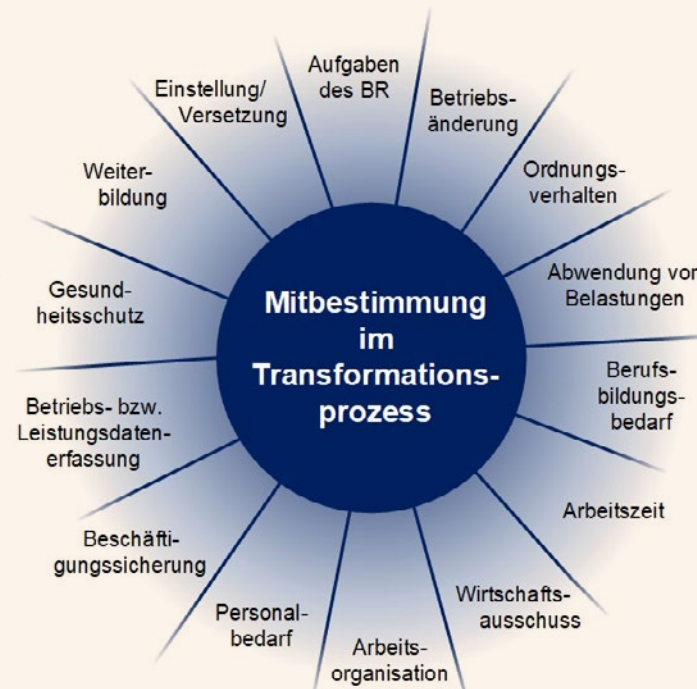 Mitbestimmung
im
Transformations-
prozess
Aufgaben
des BR
Betriebs-
änderung
Ordnungs-
verhalten
Abwendung von
Belastungen
Berufs-
bildungs-
bedarf
Arbeitszeit
Wirtschafts-
ausschuss
Arbeits-
organisation
Personal-
bedarf
Beschäfti-
gungssicherung
Betriebs- bzw.
Leistungsdaten-
erfassung
Gesund-
heitsschutz
Weiter-
bildung
Einstellung/
Versetzung